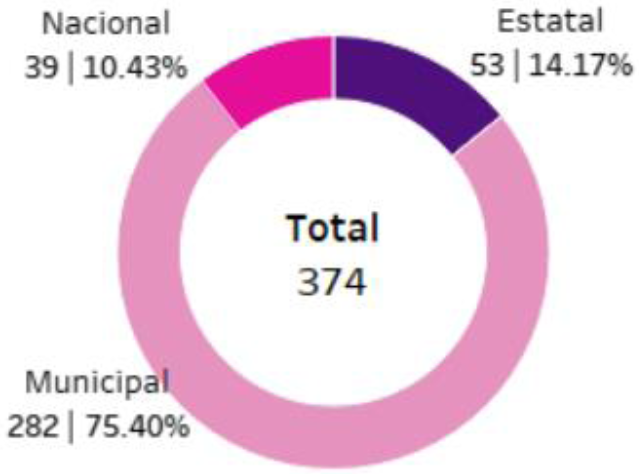 Nacional
39 | 10.43%
Estatal
53 | 14.17%
Total
374
Municipal
282 | 75.40%